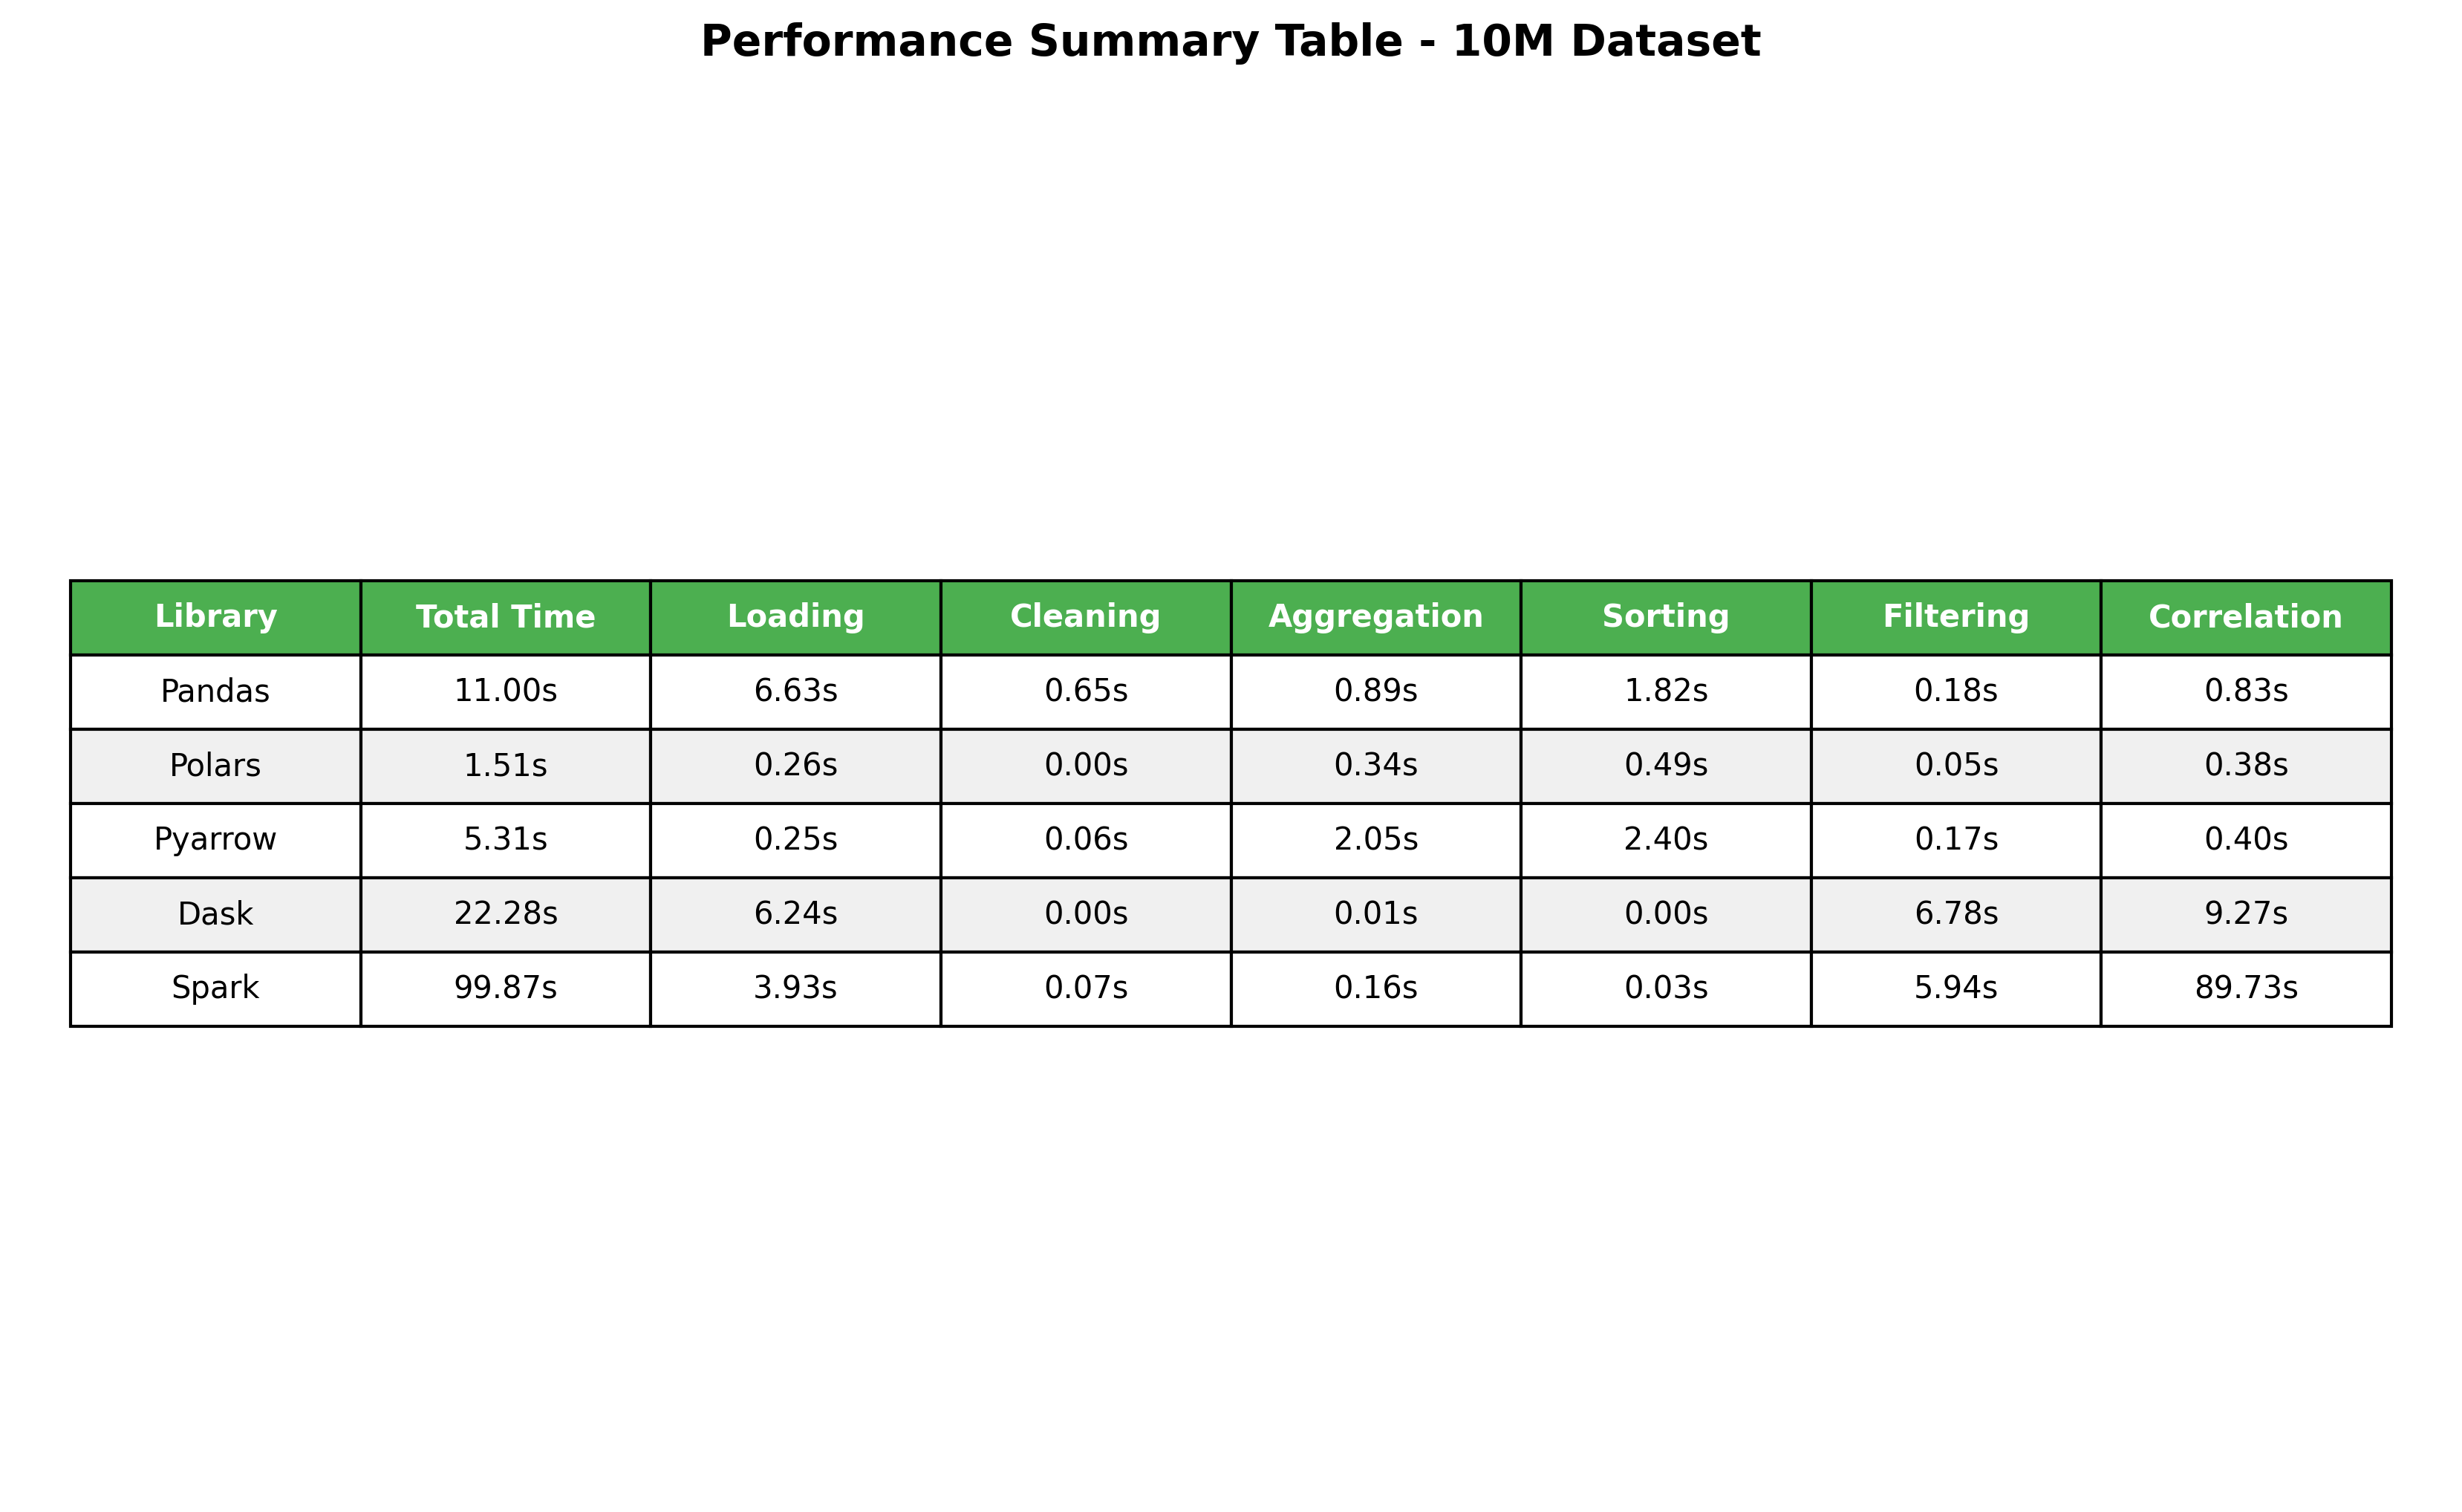 Performance Summary Table - 10M Dataset
Library Total Time Loading Cleaning Aggregation Sorting Filtering Correlation
Pandas 11.00s 6.63s 0.65s 0.89s 1.82s 0.18s 0.83s
Polars 1.51s 0.26s 0.00s 0.34s 0.49s 0.05s 0.38s
Pyarrow 5.31s 0.25s 0.06s 2.05s 2.40s 0.17s 0.40s
Dask 22.28s 6.24s 0.00s 0.01s 0.00s 6.78s 9.27s
Spark 99.87s 3.93s 0.07s 0.16s 0.03s 5.94s 89.73s